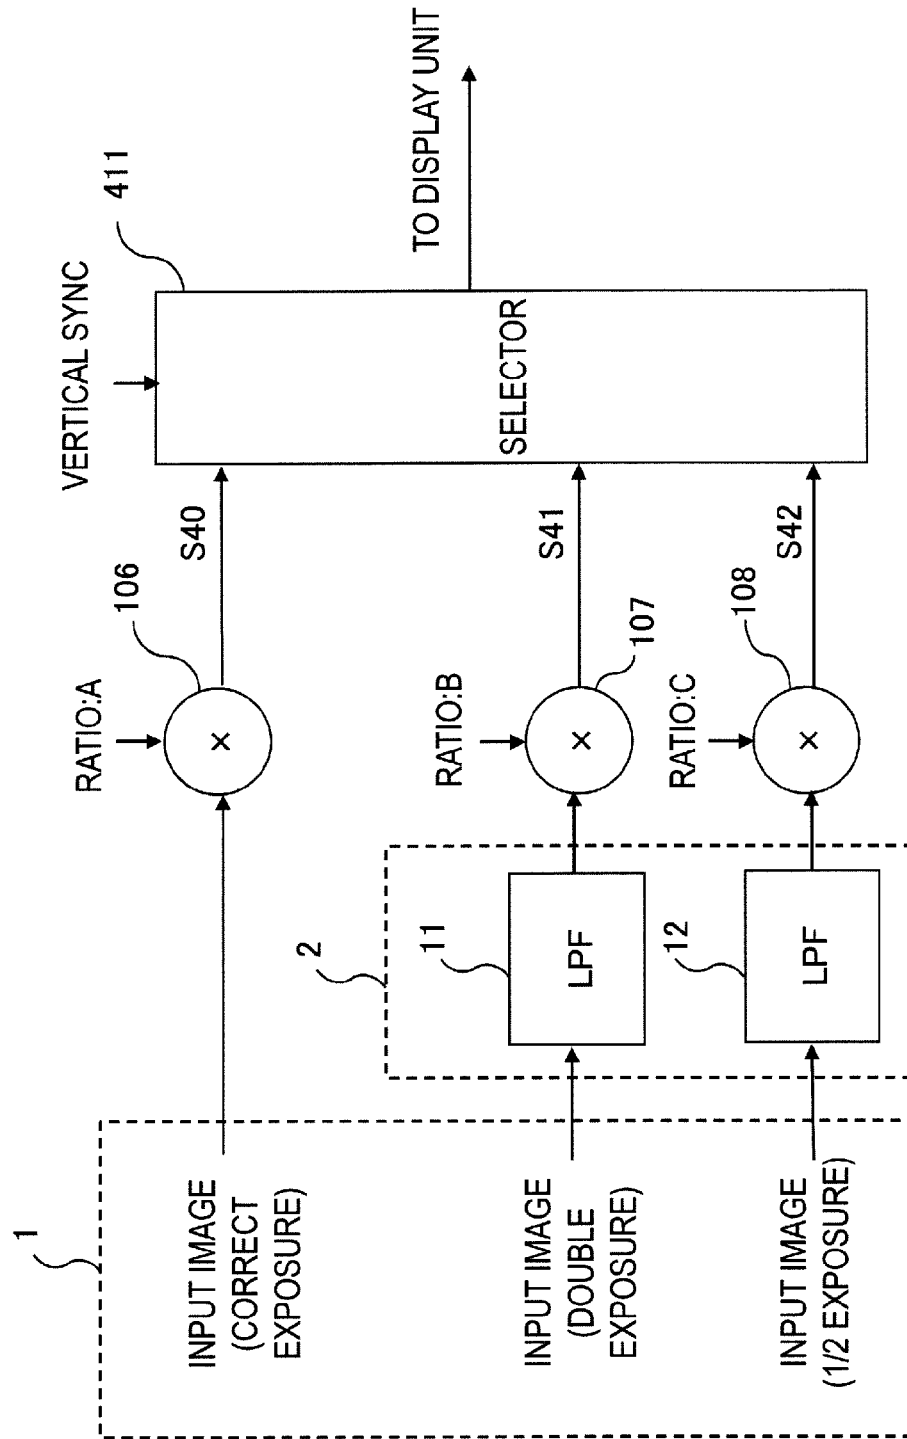 1
INPUT IMAGE
(CORRECT
EXPOSURE)
RATIO:A
106
×
S40
VERTICAL SYNC
411
SELECTOR
TO DISPLAY UNIT
2
INPUT IMAGE
(DOUBLE
EXPOSURE)
11
LPF
RATIO:B
107
×
S41
INPUT IMAGE
(1/2 EXPOSURE)
12
LPF
RATIO:C
108
×
S42